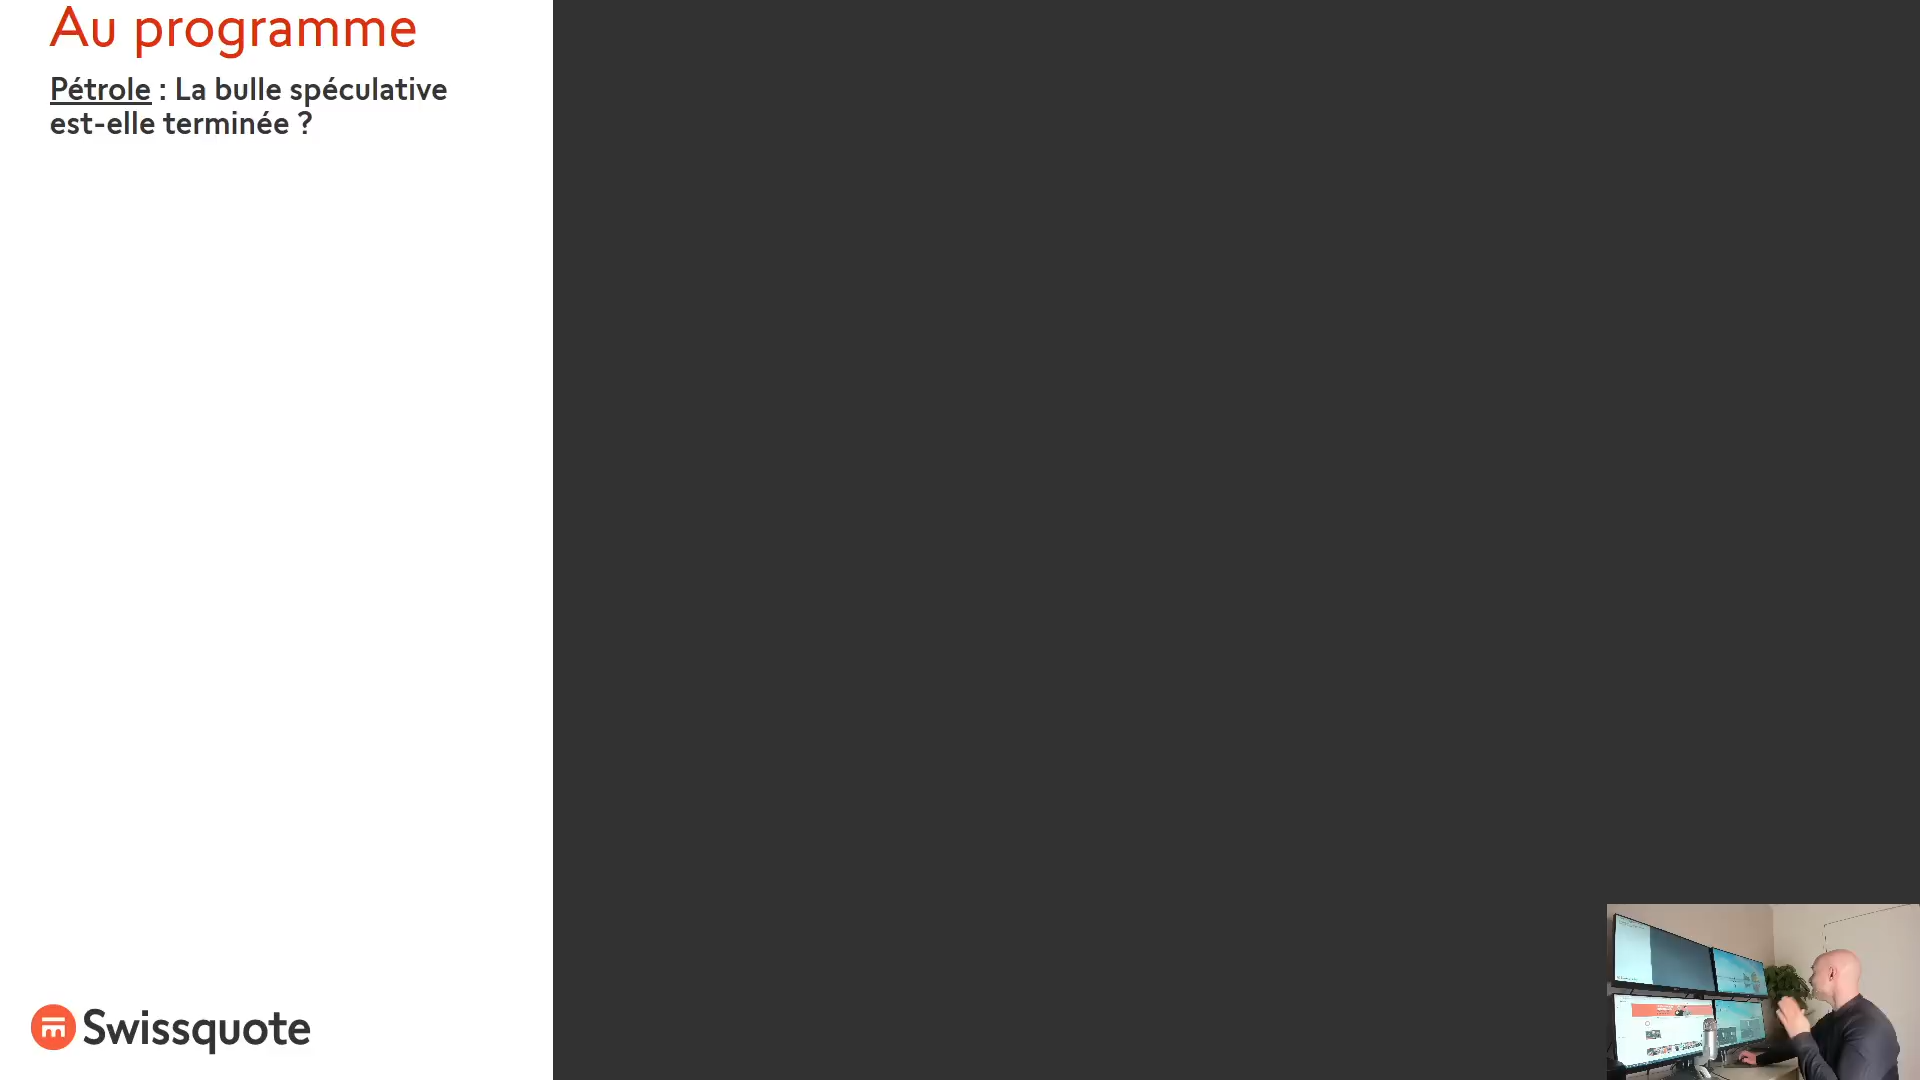 Au programme
Pétrole : La bulle spéculative
est-elle terminée ?
Swissquote